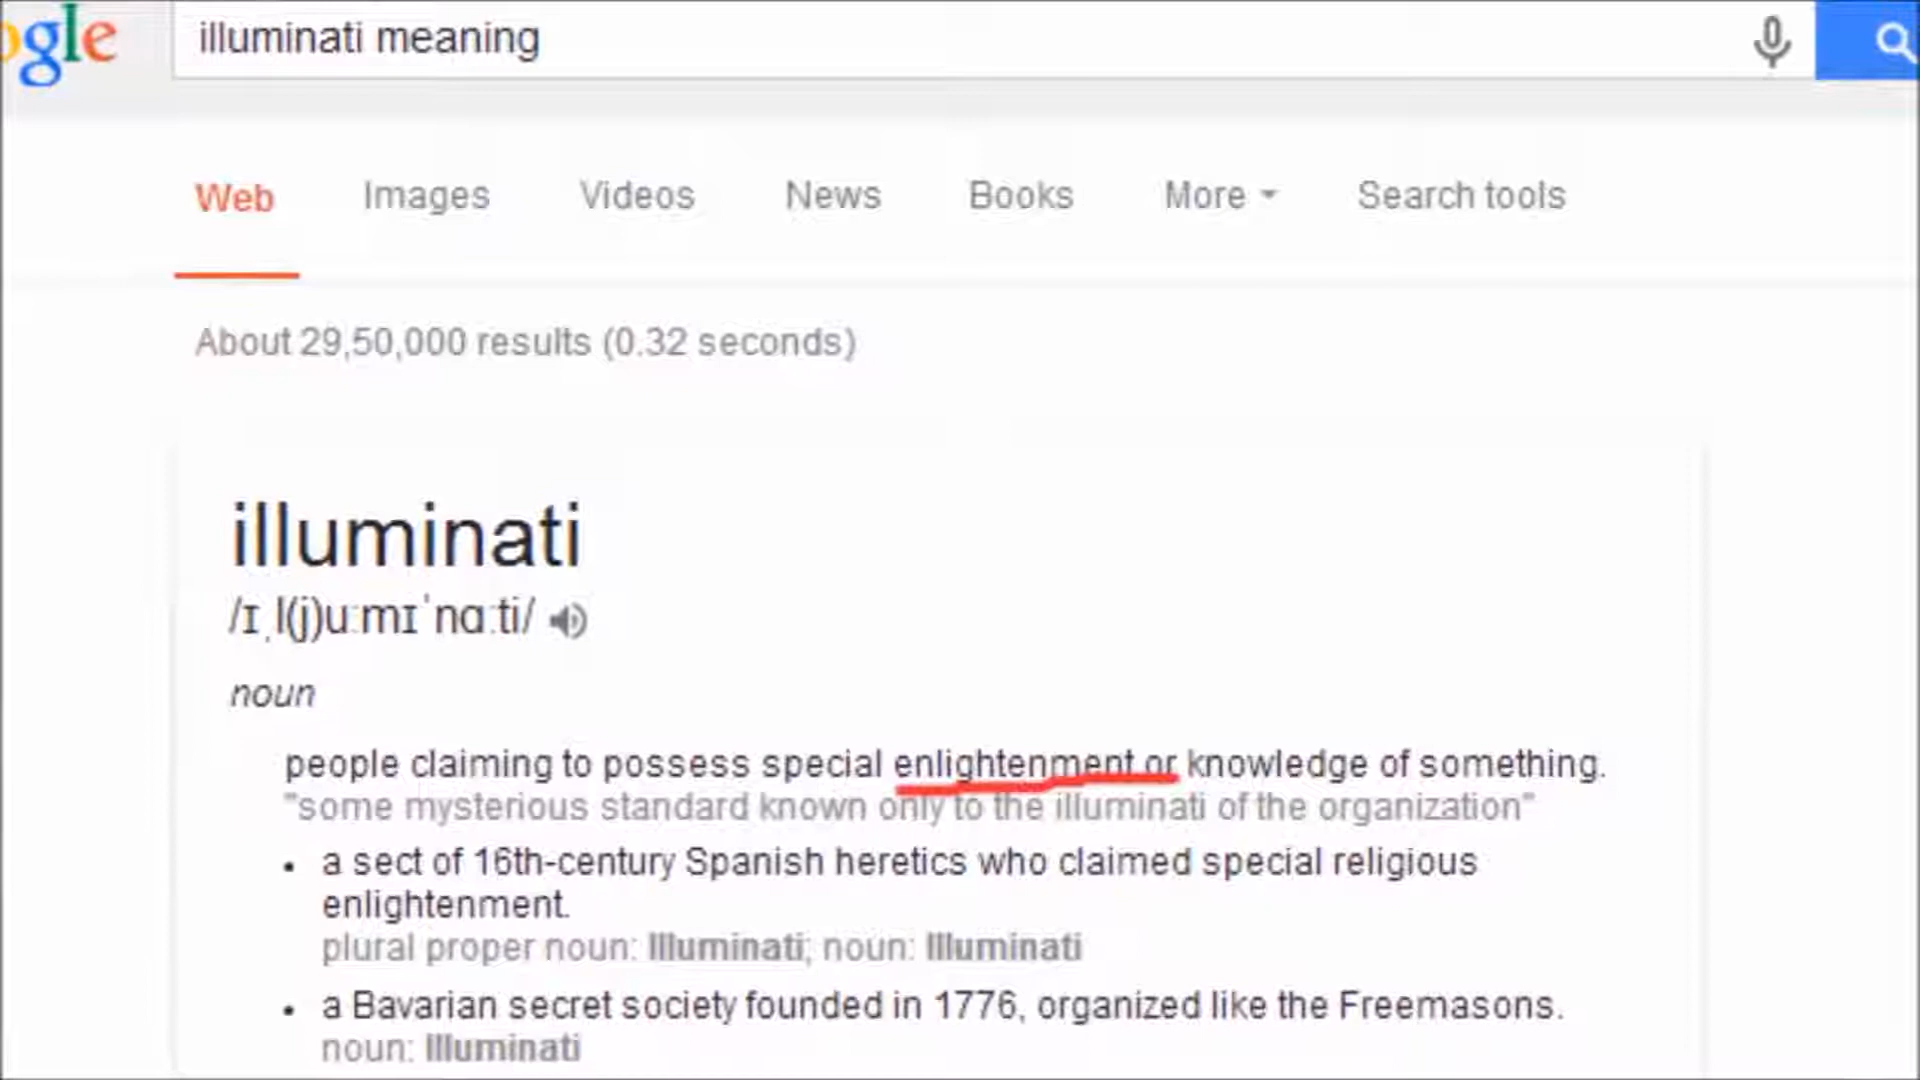 ogle illuminati meaning
Web Images Videos News Books More Search tools
About 29,50,000 results (0.32 seconds)
illuminati
/ɪˌl(j)uːmɪˈnɑːti/
noun
people claiming to possess special enlightenment or knowledge of something.
"some mysterious standard known only to the illuminati of the organization"
• a sect of 16th-century Spanish heretics who claimed special religious
enlightenment.
plural proper noun: Illuminati; noun: Illuminati
• a Bavarian secret society founded in 1776, organized like the Freemasons.
noun: Illuminati